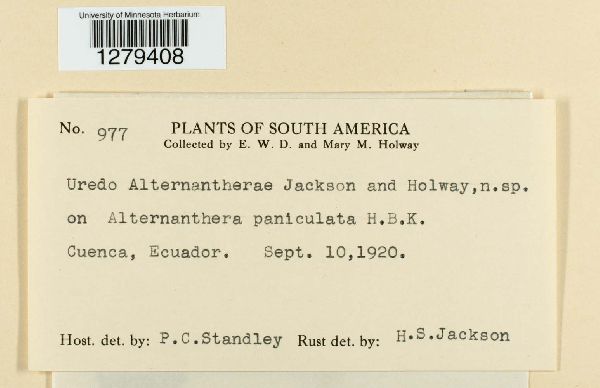 University of Minnesota Herbarium
1279408
No. 977 PLANTS OF SOUTH AMERICA
Collected by E. W. D. and Mary M. Holway
Uredo Alternantherae Jackson and Holway,n.sp.
on Alternanthera paniculata H.B.K.
Cuenca, Ecuador. Sept. 10,1920.
Host. det. by: P.C.Standley Rust det. by: H.S.Jackson